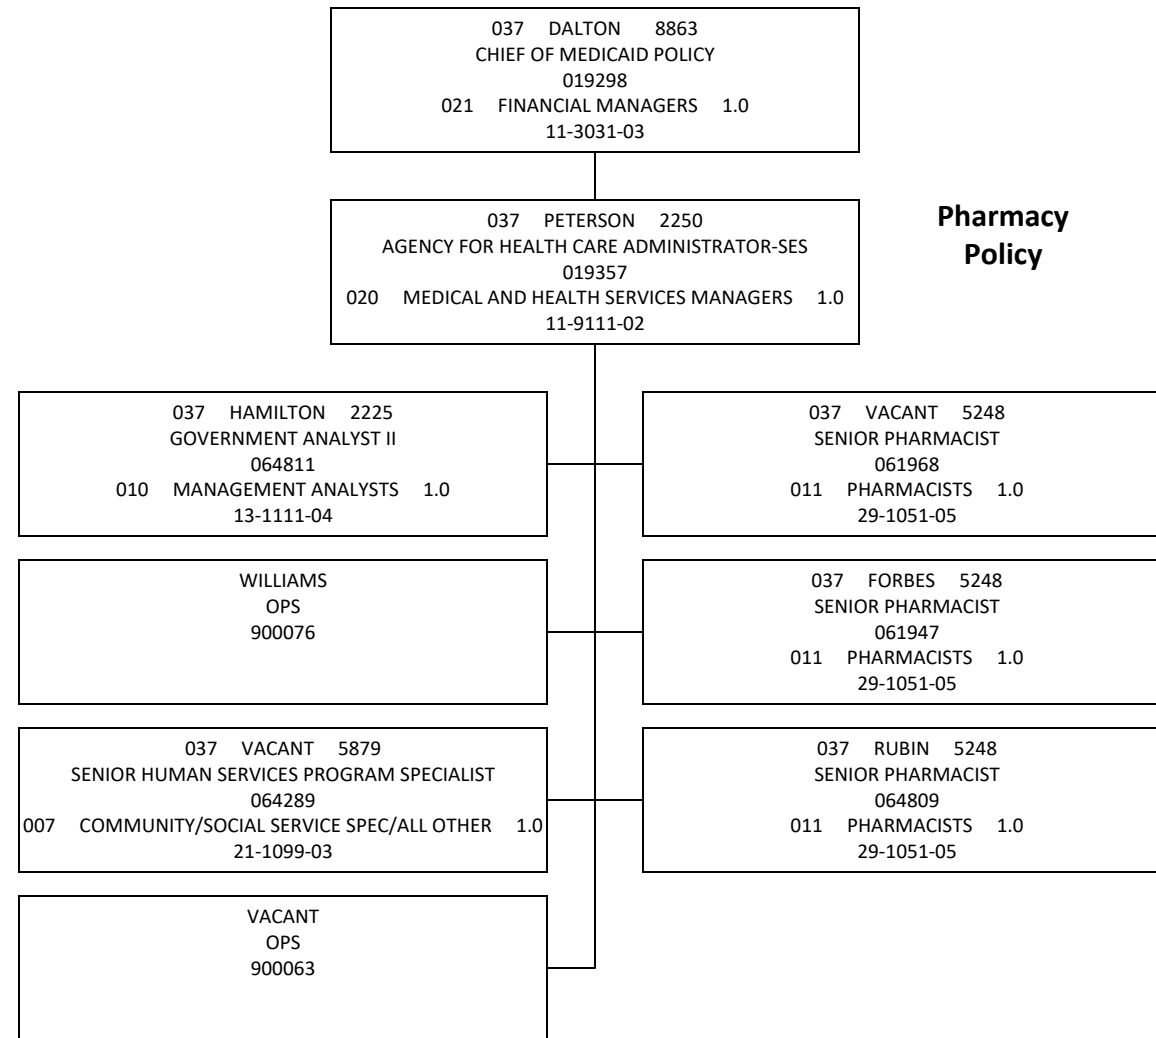 037 DALTON 8863
CHIEF OF MEDICAID POLICY
019298
021 FINANCIAL MANAGERS 1.0
11-3031-03
Pharmacy
Policy
037 PETERSON 2250
AGENCY FOR HEALTH CARE ADMINISTRATOR-SES
019357
020 MEDICAL AND HEALTH SERVICES MANAGERS 1.0
11-9111-02
037 HAMILTON 2225
GOVERNMENT ANALYST II
064811
010 MANAGEMENT ANALYSTS 1.0
13-1111-04
037 VACANT 5248
SENIOR PHARMACIST
061968
011 PHARMACISTS 1.0
29-1051-05
WILLIAMS
OPS
900076
037 FORBES 5248
SENIOR PHARMACIST
061947
011 PHARMACISTS 1.0
29-1051-05
037 VACANT 5879
SENIOR HUMAN SERVICES PROGRAM SPECIALIST
064289
007 COMMUNITY/SOCIAL SERVICE SPEC/ALL OTHER 1.0
21-1099-03
037 RUBIN 5248
SENIOR PHARMACIST
064809
011 PHARMACISTS 1.0
29-1051-05
VACANT
OPS
900063